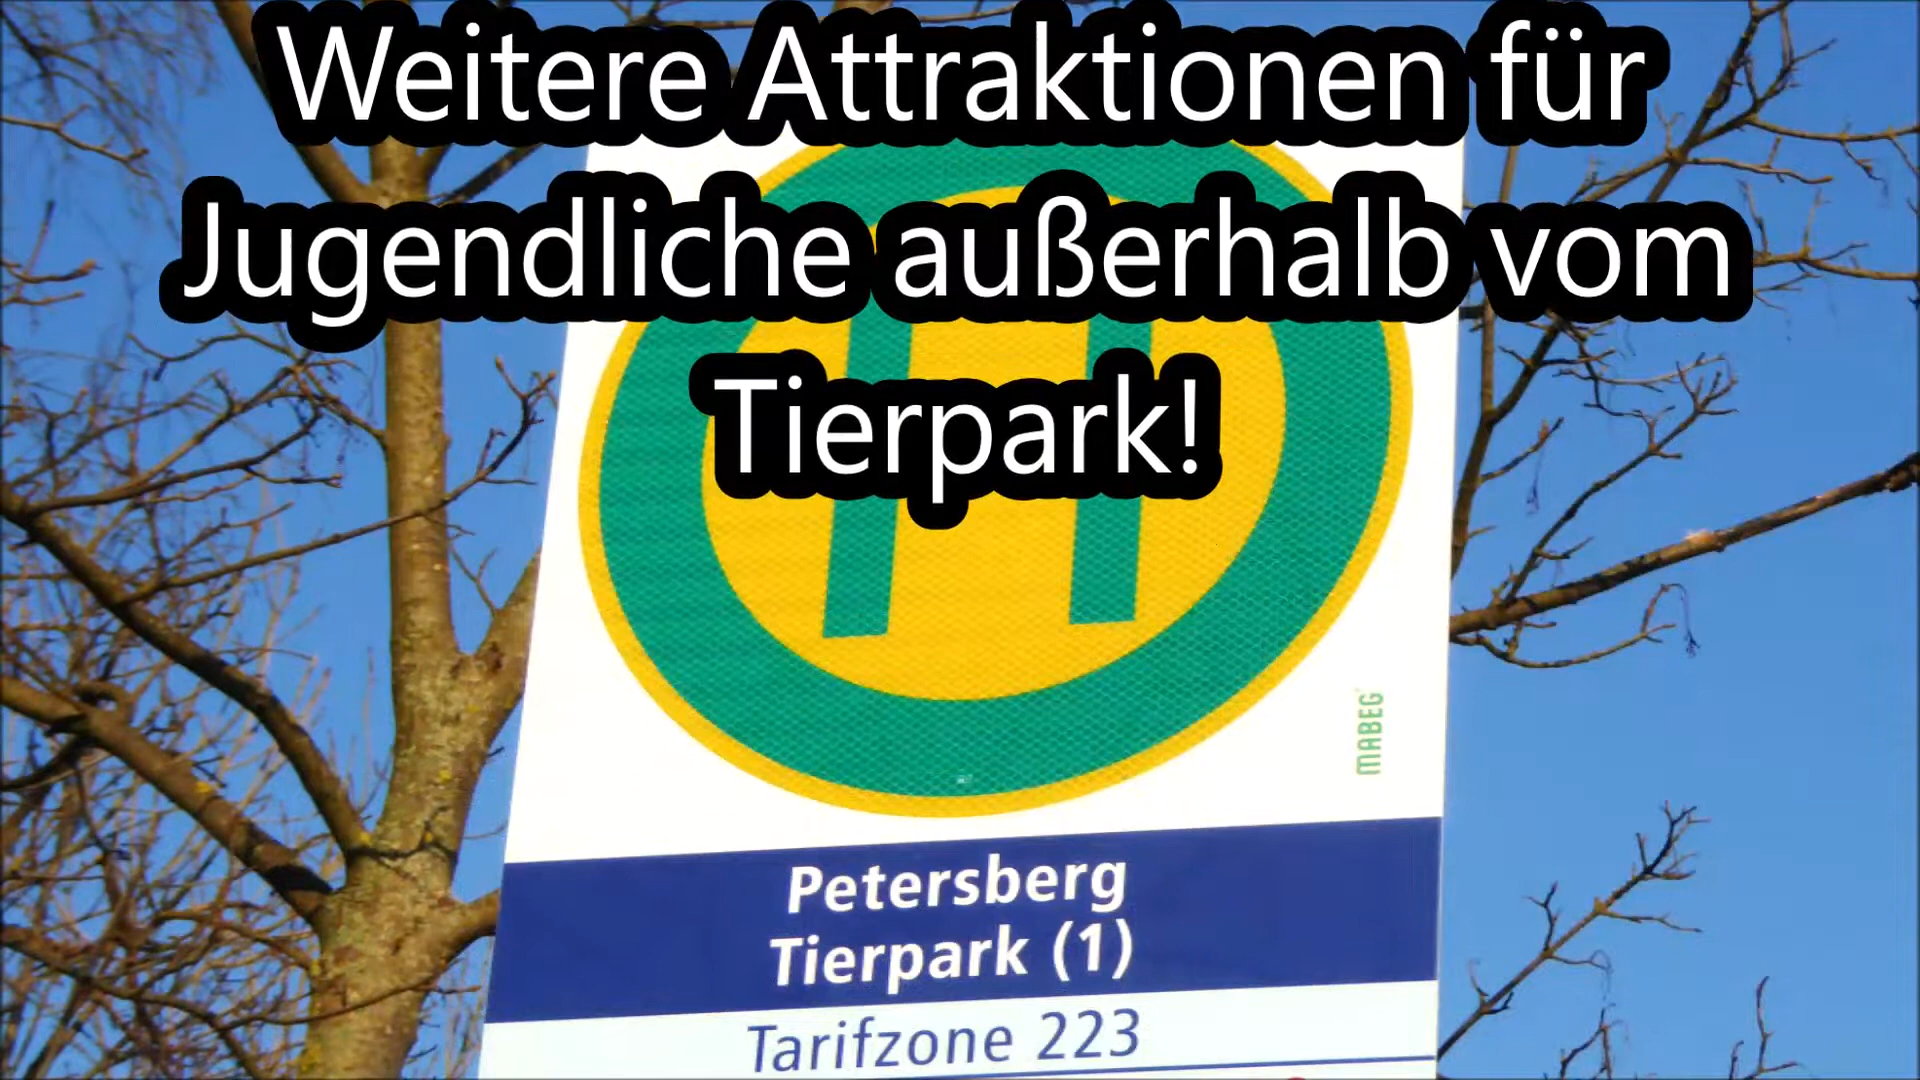 Weitere Attraktionen für
Jugendliche außerhalb vom
Tierpark!
H
MABEG
Petersberg
Tierpark (1)
Tarifzone 223